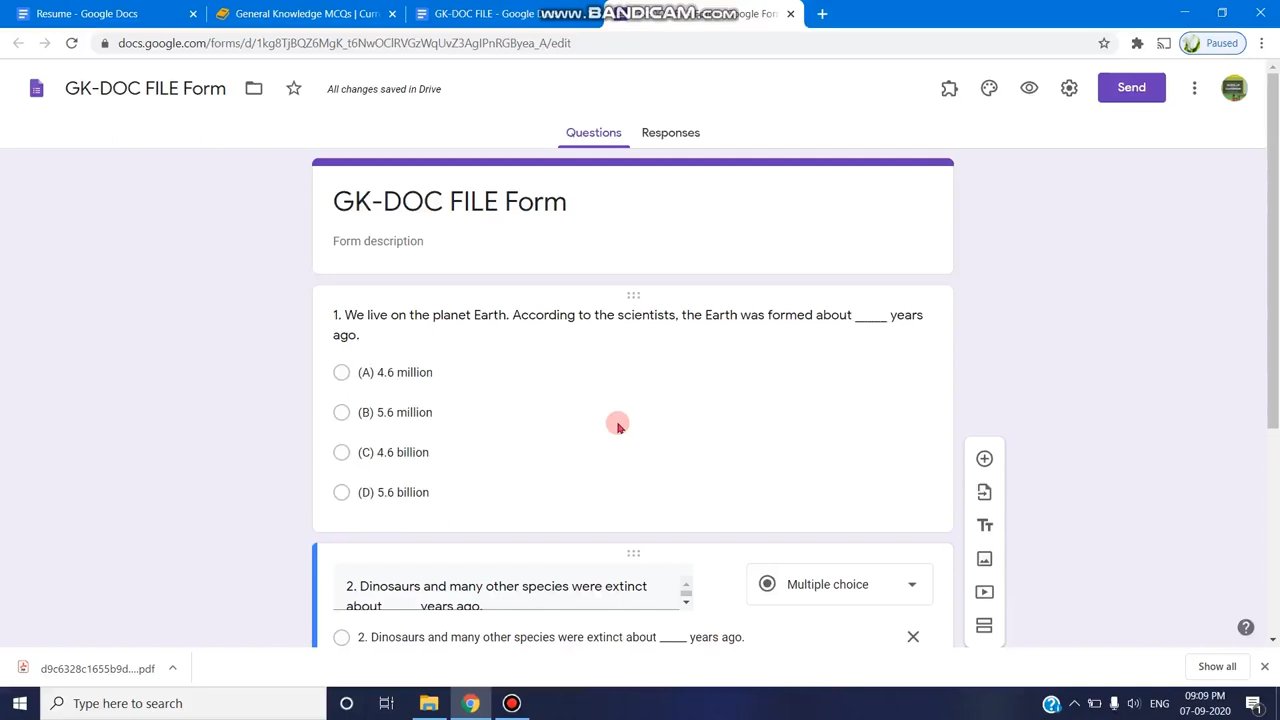 Resume - Google Docs
General Knowledge MCQs | Curr
GK-DOC FILE - Google D
www.BANDICAM.com
docs.google.com/forms/d/1kg8TjBQZ6MgK_t6NwOClRVGzWqUvZ3AgIPnRGByea_A/edit
Paused
GK-DOC FILE Form
All changes saved in Drive
Send
Questions
Responses
GK-DOC FILE Form
Form description
1. We live on the planet Earth. According to the scientists, the Earth was formed about _____ years
ago.
(A) 4.6 million
(B) 5.6 million
(C) 4.6 billion
(D) 5.6 billion
2. Dinosaurs and many other species were extinct
about _____ years ago.
Multiple choice
2. Dinosaurs and many other species were extinct about _____ years ago.
d9c6328c1655b9d....pdf
Show all
Type here to search
09:09 PM
07-09-2020